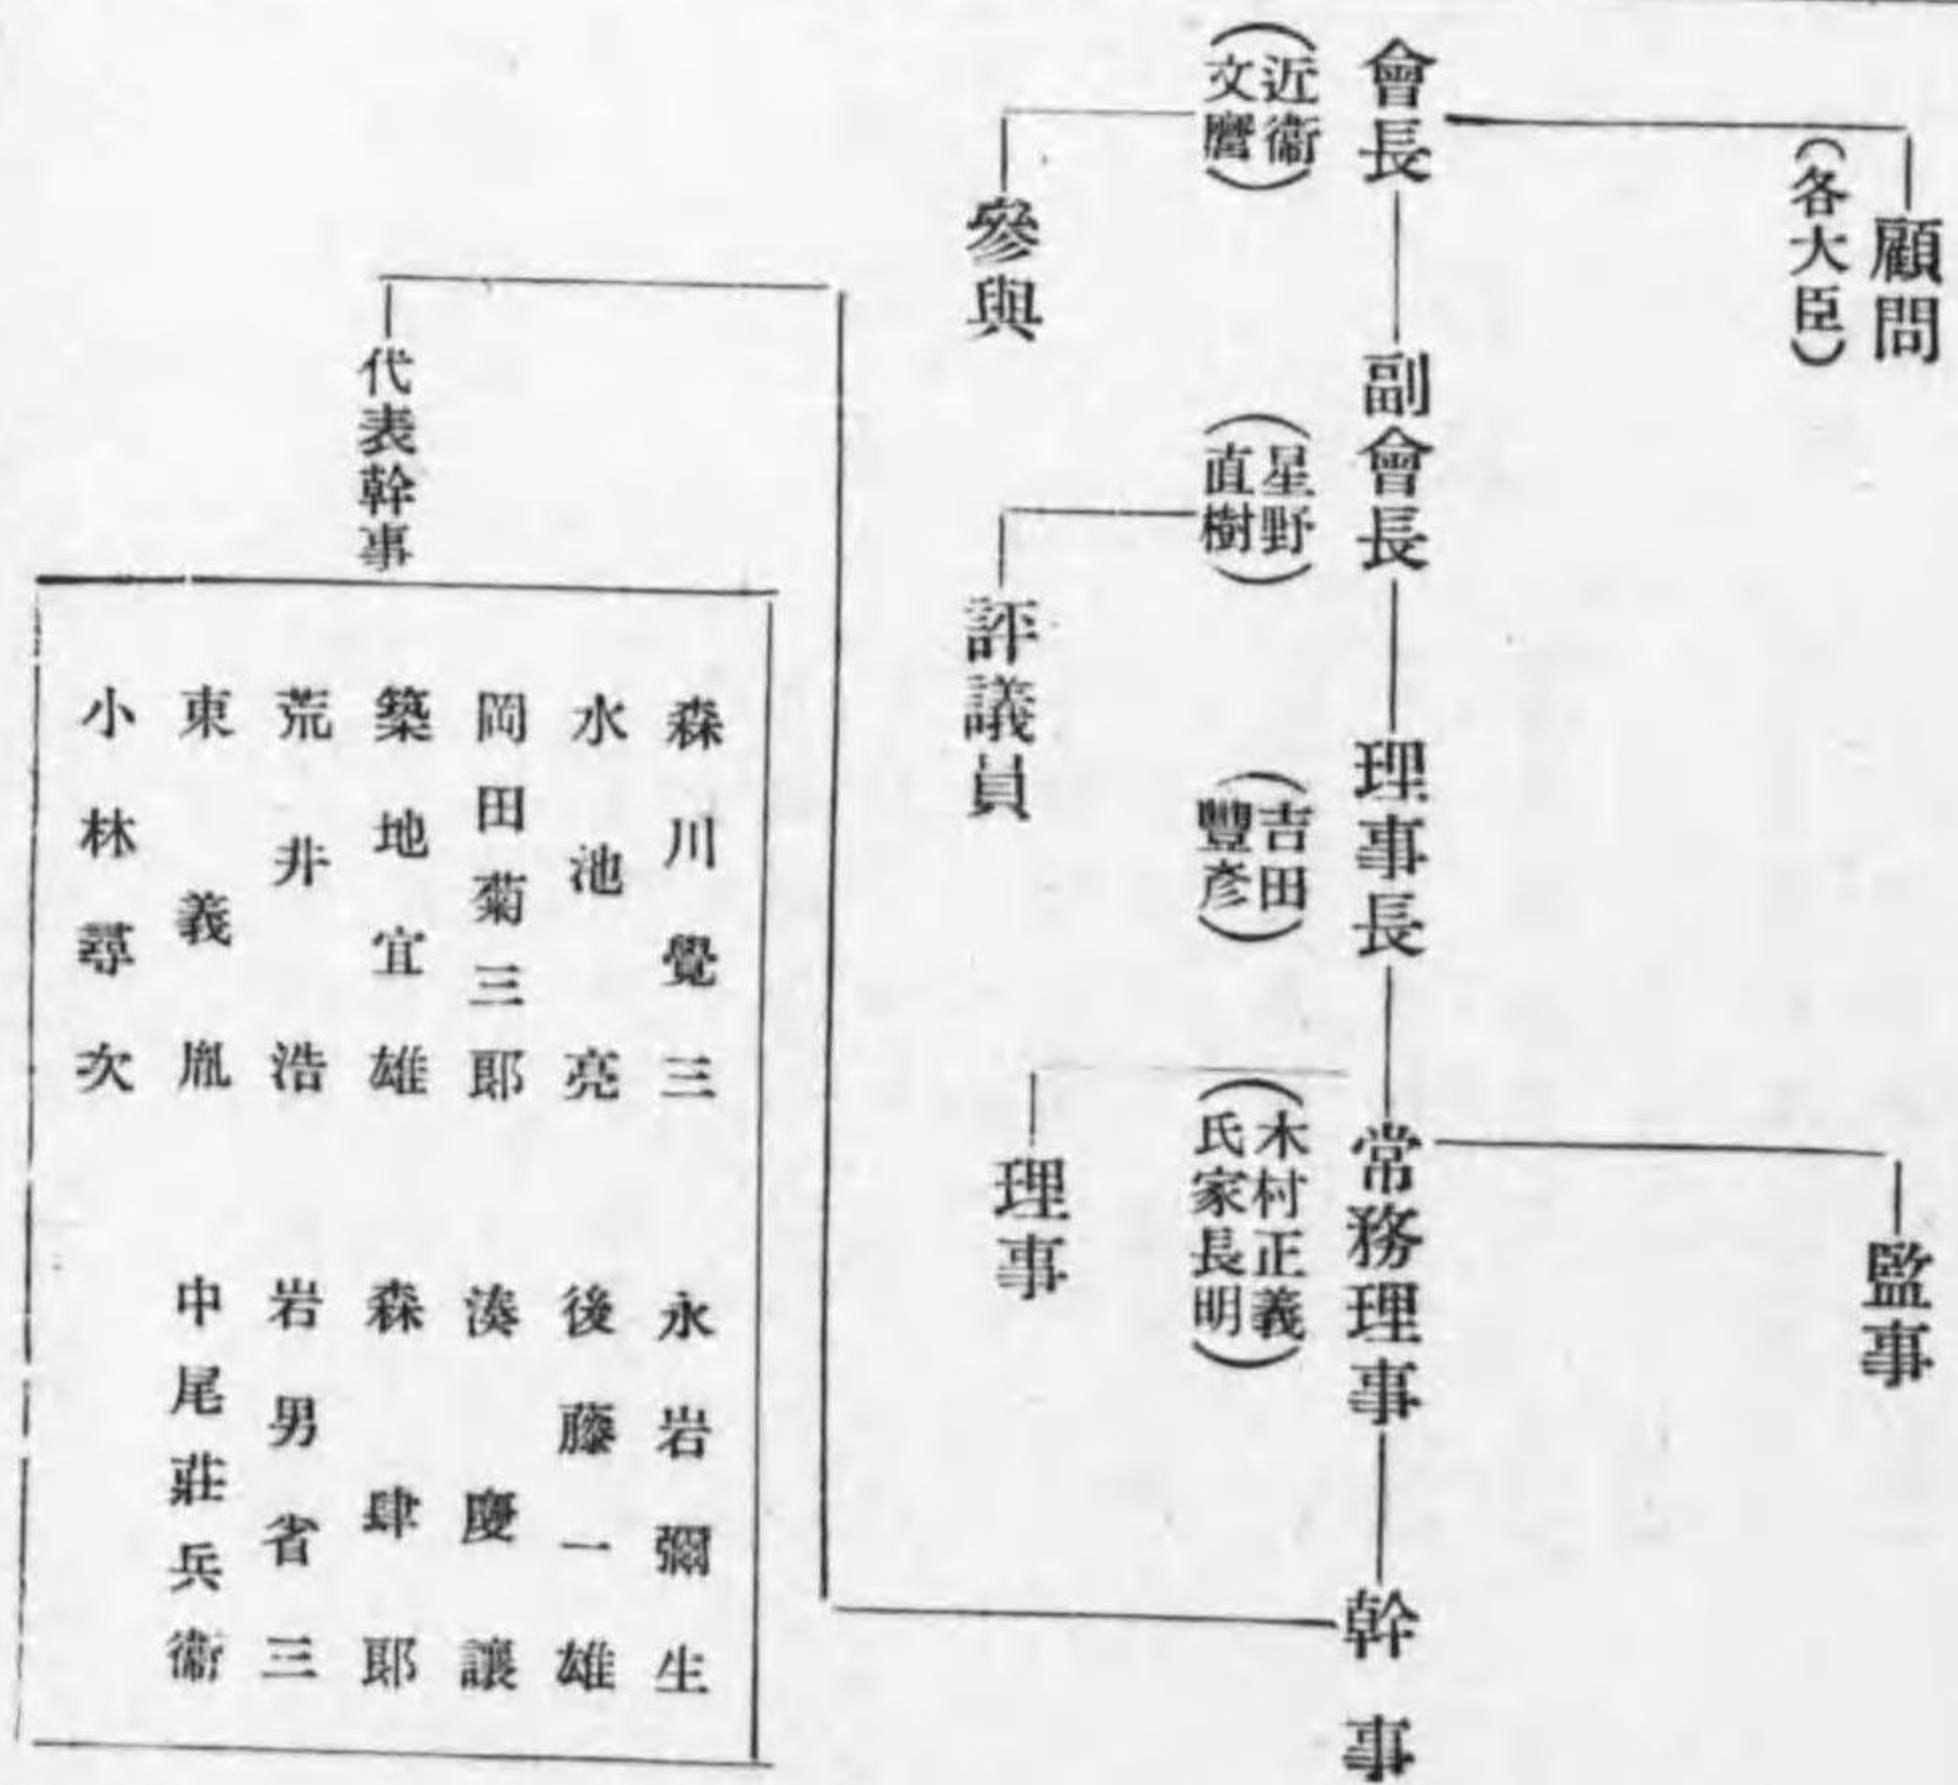 顧問
(各大臣)
會長
(近衞
文麿)
副會長
(星野
直樹)
理事長
(吉田
豐彥)
常務理事
(木村正義
氏家長明)
幹事
監事
參與
評議員
理事
代表幹事
森川覺三
水池亮
岡田菊三郎
築地宜雄
荒井浩
東義胤
小林尋次
永岩彌生
後藤一雄
湊慶讓
森肆郎
岩男省三
中尾莊兵衞